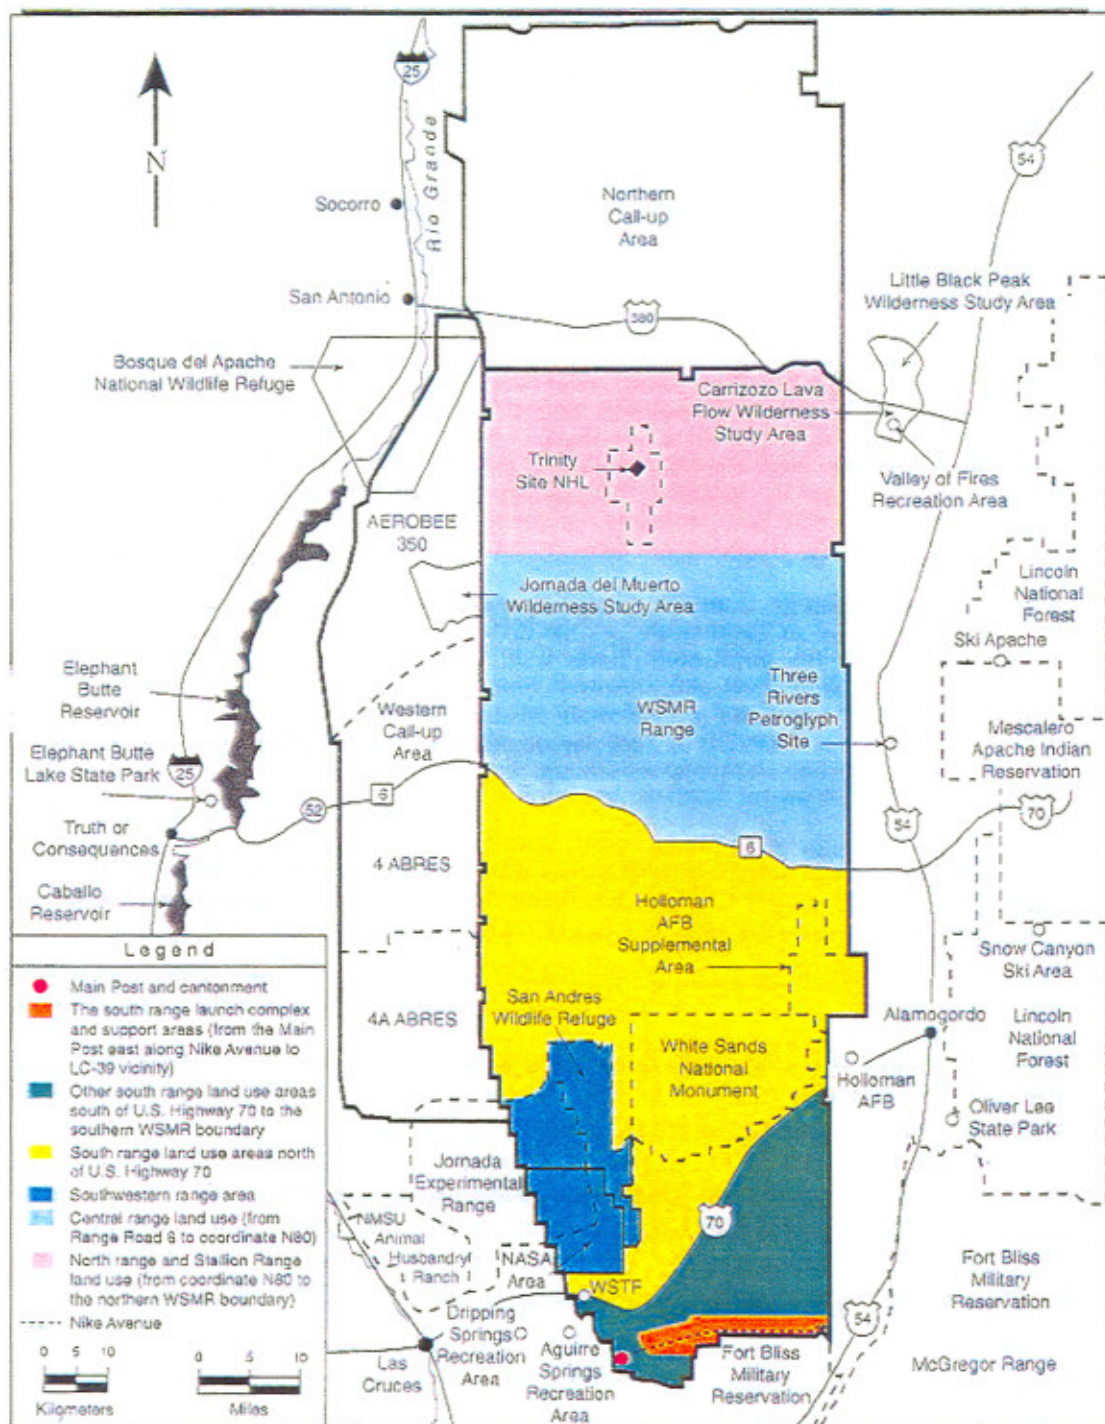 N
25
Rio Grande
54
Socorro
Northern
Call-up
Area
San Antonio
380
Little Black Peak
Wilderness Study Area
Bosque del Apache
National Wildlife Refuge
Carrizozo Lava
Flow Wilderness
Study Area
Trinity
Site NHL
Valley of Fires
Recreation Area
AEROBEE
350
Jornada del Muerto
Wilderness Study Area
Lincoln
National
Forest
Ski Apache
Elephant
Butte
Reservoir
Western
Call-up
Area
WSMR
Range
Three
Rivers
Petroglyph
Site
Mescalero
Apache Indian
Reservation
Elephant Butte
Lake State Park
25
6
52
54
70
Truth or
Consequences
6
4 ABRES
Caballo
Reservoir
Holloman
AFB
Supplemental
Area
Snow Canyon
Ski Area
San Andres
Wildlife Refuge
4A ABRES
Alamogordo
Lincoln
National
Forest
White Sands
National
Monument
Holloman
AFB
Oliver Lee
State Park
Jornada
Experimental
Range
70
NMSU
Animal
Husbandry
Ranch
NASA
Area
WSTF
Fort Bliss
Military
Reservation
54
Dripping
Springs
Recreation
Area
Aguirre
Springs
Recreation
Area
Fort Bliss
Military
Reservation
McGregor Range
Las
Cruces
Legend
Main Post and cantonment
The south range launch complex
and support areas (from the Main
Post east along Nike Avenue to
LC-39 vicinity)
Other south range land use areas
south of U.S. Highway 70 to the
southern WSMR boundary
South range land use areas north
of U.S. Highway 70
Southwestern range area
Central range land use (from
Range Road 6 to coordinate N80)
North range and Stallion Range
land use (from coordinate N80 to
the northern WSMR boundary)
Nike Avenue
0 5 10
Kilometers
0 5 10
Miles